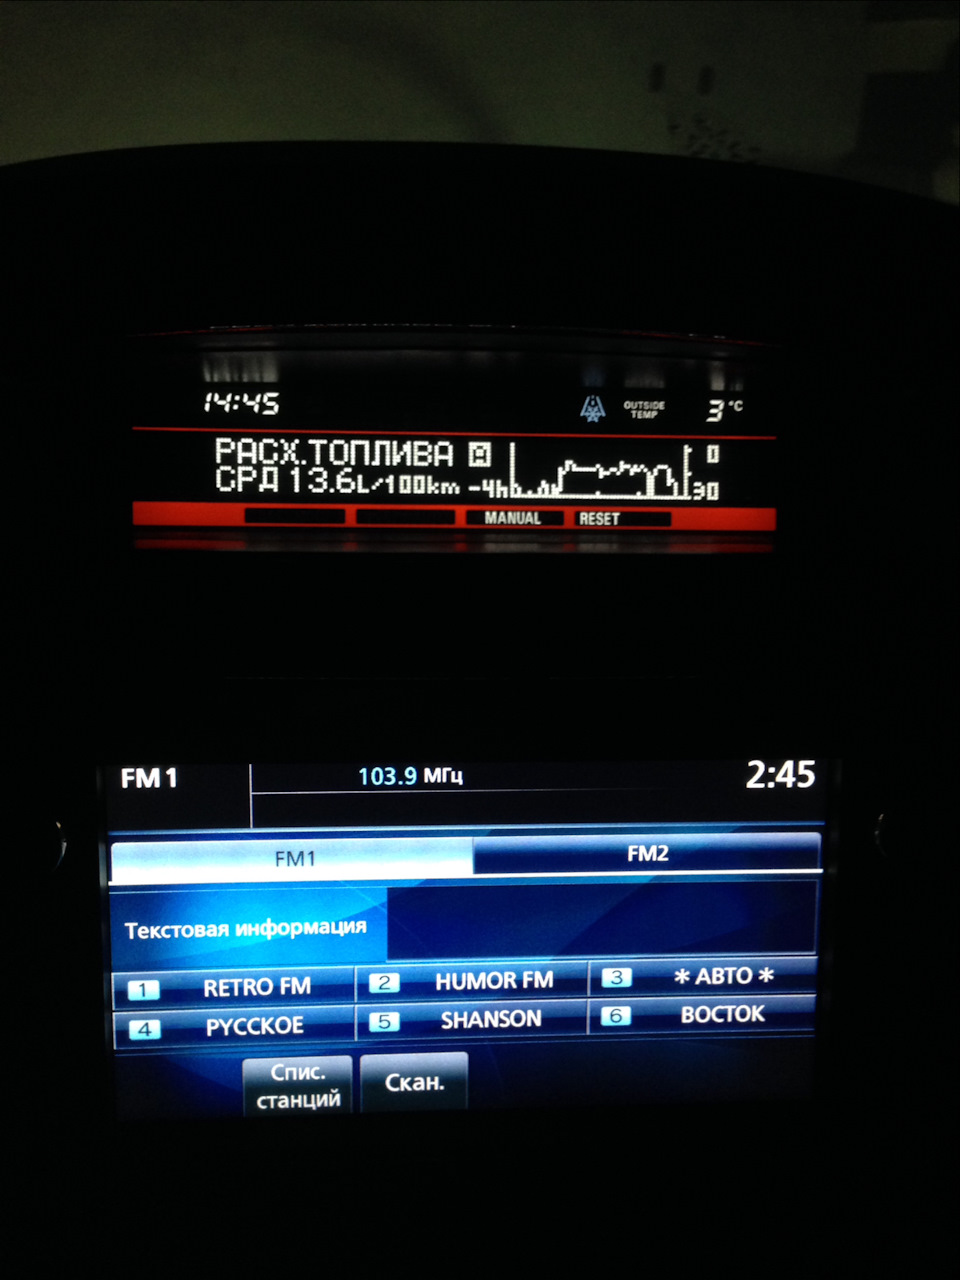 14:45
OUTSIDE
TEMP
3 °C
РАСХ.ТОПЛИВА A 0
СРД 13.6L/100km -4h 30
MANUAL RESET
FM 1 103.9 МГц 2:45
FM1 FM2
Текстовая информация
1 RETRO FM 2 HUMOR FM 3 * АВТО *
4 РУССКОЕ 5 SHANSON 6 ВОСТОК
Спис.
станций
Скан.